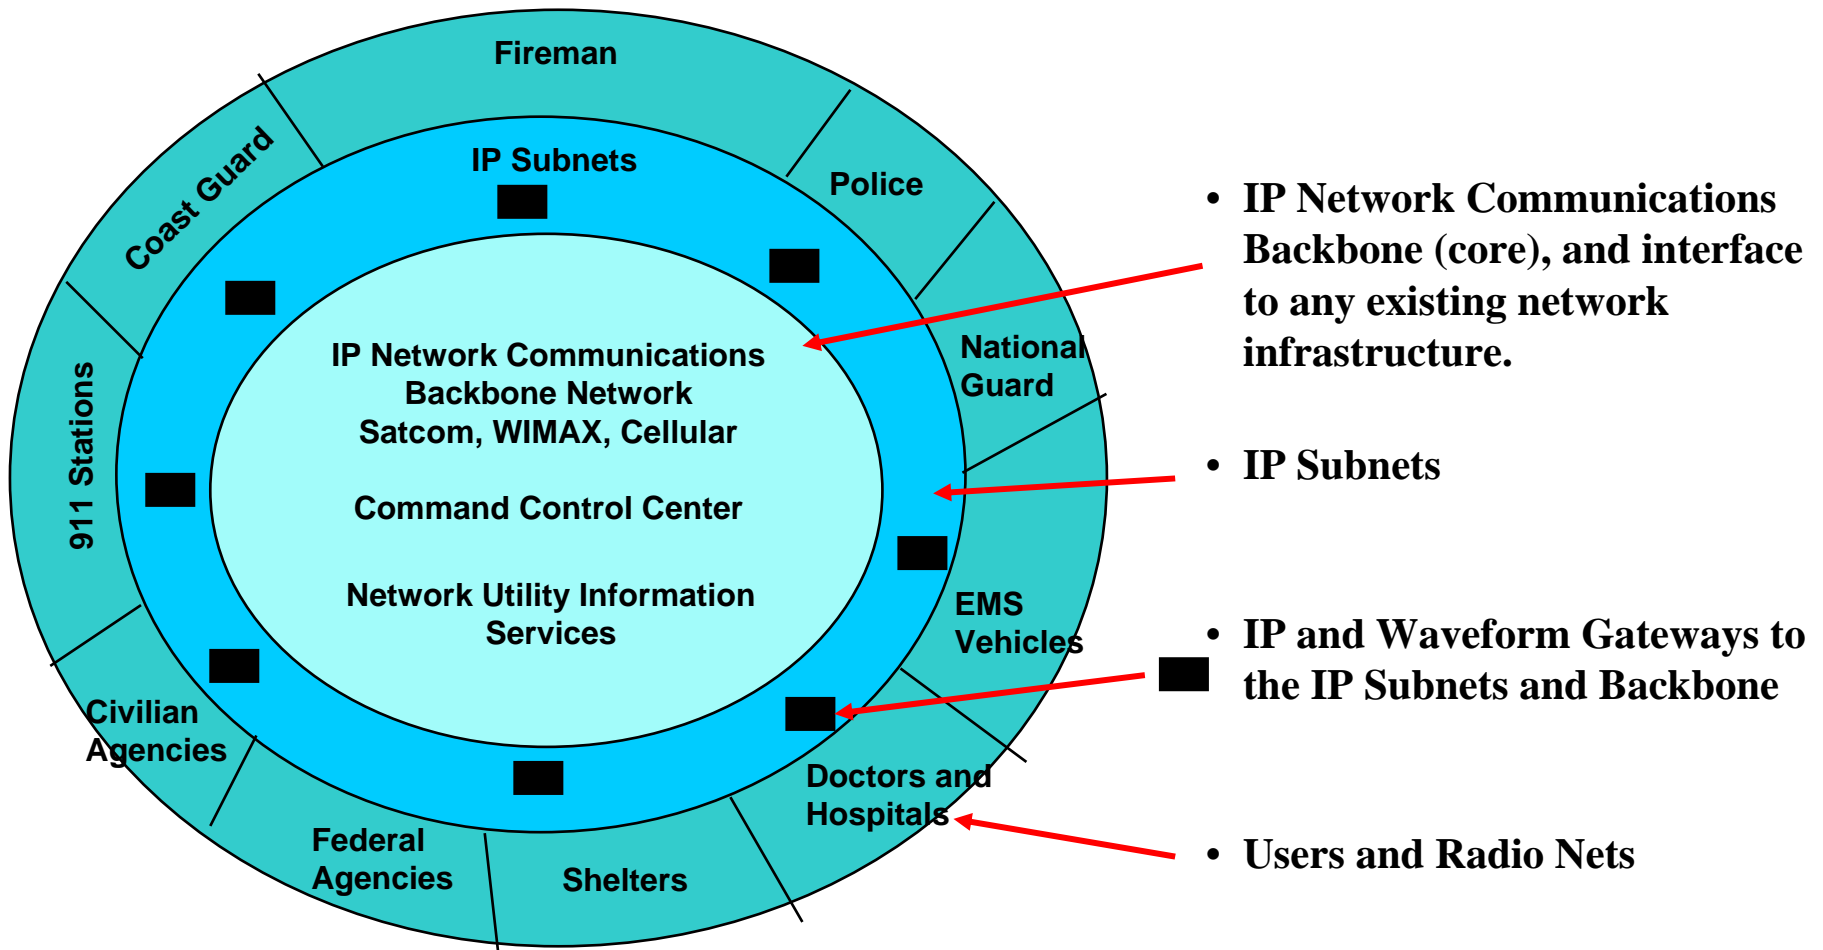 Fireman
IP Subnets
Coast Guard
Police
National
Guard
911 Stations
IP Network Communications
Backbone Network
Satcom, WIMAX, Cellular
Command Control Center
Network Utility Information
Services
EMS
Vehicles
Civilian
Agencies
Doctors and
Hospitals
Federal
Agencies
Shelters
• IP Network Communications
Backbone (core), and interface
to any existing network
infrastructure.
• IP Subnets
• IP and Waveform Gateways to
the IP Subnets and Backbone
• Users and Radio Nets